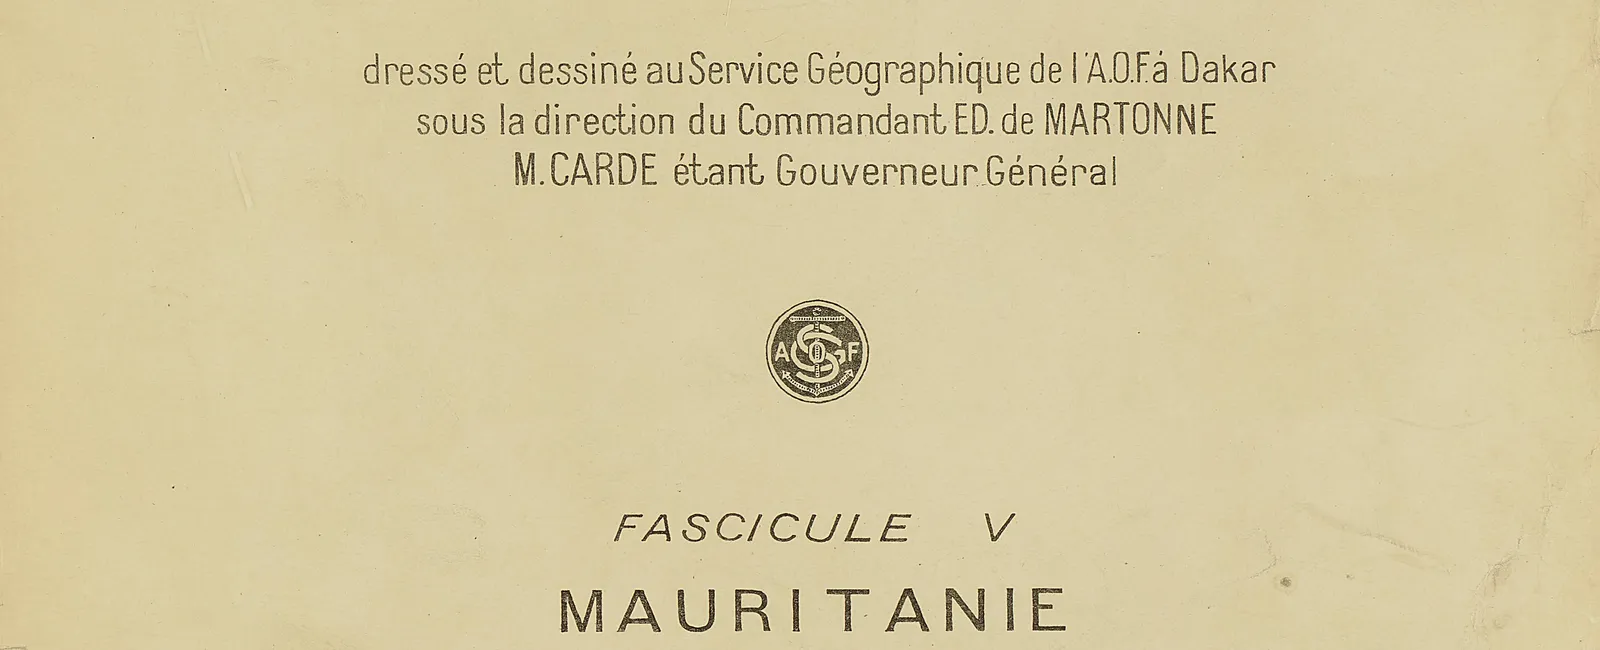 dressé et dessiné au Service Géographique de l'A.O.F. á Dakar
sous la direction du Commandant ED. de MARTONNE
M. CARDE étant Gouverneur Général
A SGO F
FASCICULE V
MAURITANIE